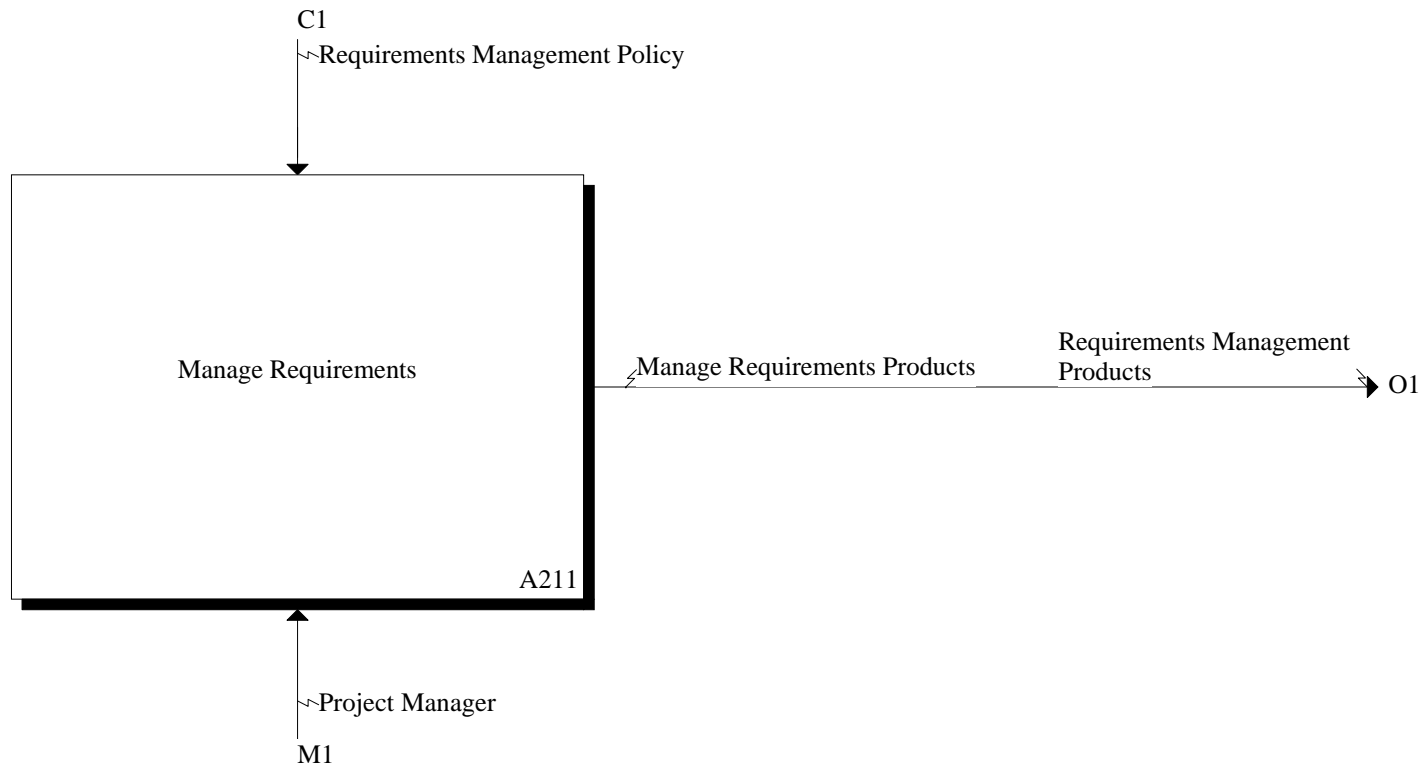 C1
Requirements Management Policy
Manage Requirements
Manage Requirements Products
Requirements Management
Products
O1
A211
Project Manager
M1